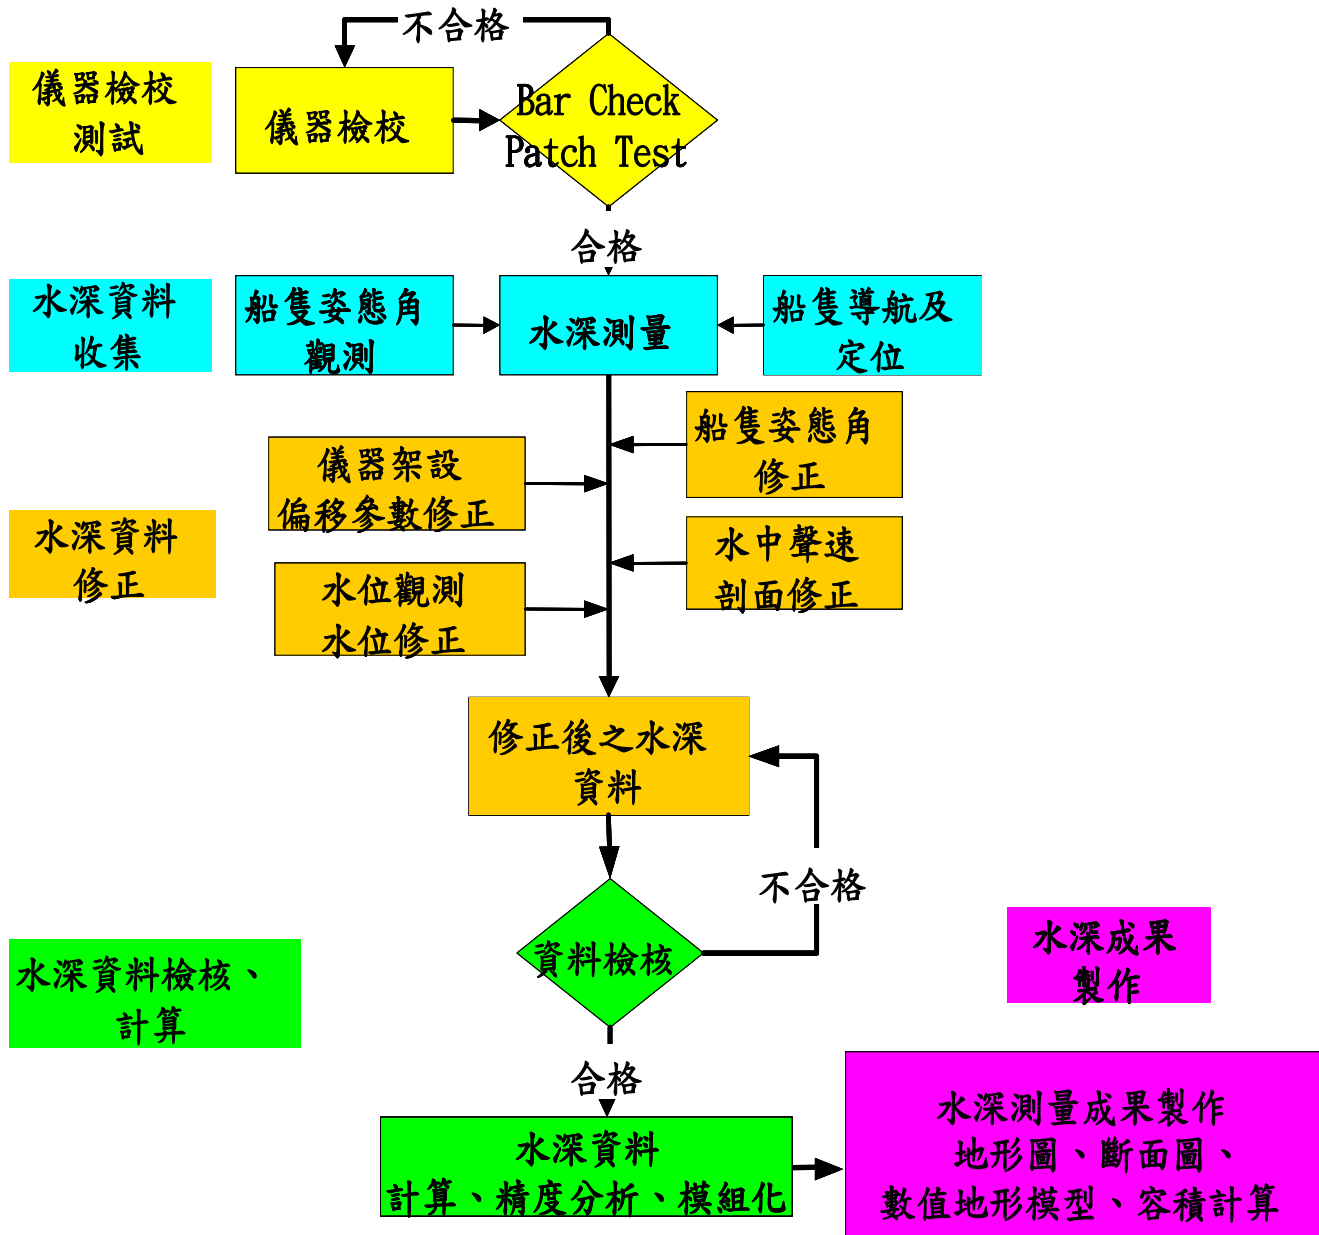 不合格
儀器檢校
測試
儀器檢校
Bar Check
Patch Test
合格
水深資料
收集
船隻姿態角
觀測
水深測量
船隻導航及
定位
船隻姿態角
修正
儀器架設
偏移參數修正
水深資料
修正
水中聲速
剖面修正
水位觀測
水位修正
修正後之水深
資料
不合格
資料檢核
水深資料檢核、
計算
水深成果
製作
合格
水深資料
計算、精度分析、模組化
水深測量成果製作
地形圖、斷面圖、
數值地形模型、容積計算